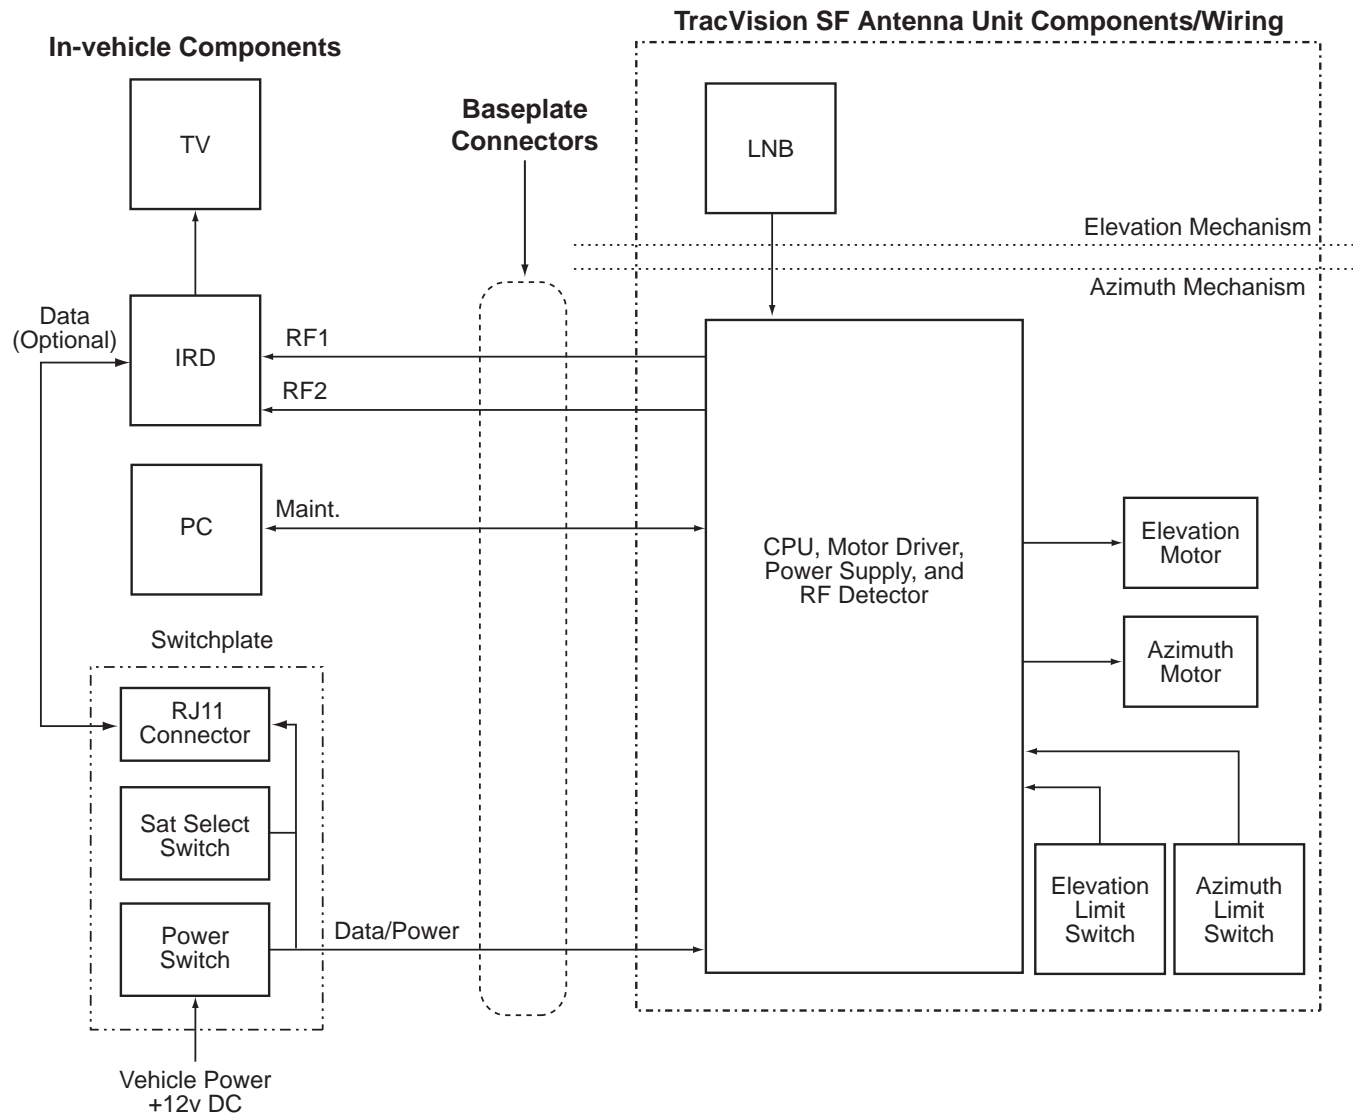 TracVision SF Antenna Unit Components/Wiring
In-vehicle Components
Baseplate
Connectors
TV
LNB
Elevation Mechanism
Azimuth Mechanism
Data
(Optional)
IRD
RF1
RF2
PC
Maint.
CPU, Motor Driver,
Power Supply, and
RF Detector
Elevation
Motor
Azimuth
Motor
Switchplate
RJ11
Connector
Sat Select
Switch
Power
Switch
Data/Power
Elevation
Limit
Switch
Azimuth
Limit
Switch
Vehicle Power
+12v DC